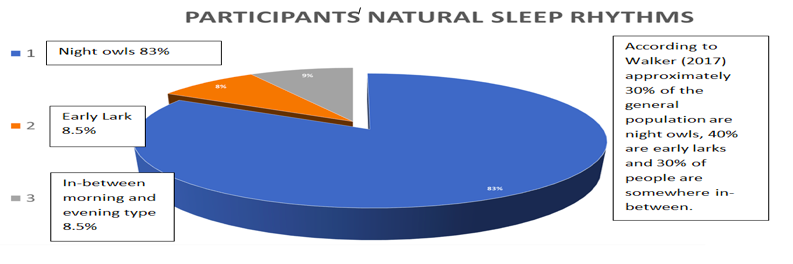 PARTICIPANTS' NATURAL SLEEP RHYTHMS
1
Night owls 83%
2
Early Lark
8.5%
3
In-between
morning and
evening type
8.5%
8%
9%
83%
According to
Walker (2017)
approximately
30% of the
general
population are
night owls, 40%
are early larks
and 30% of
people are
somewhere in-
between.